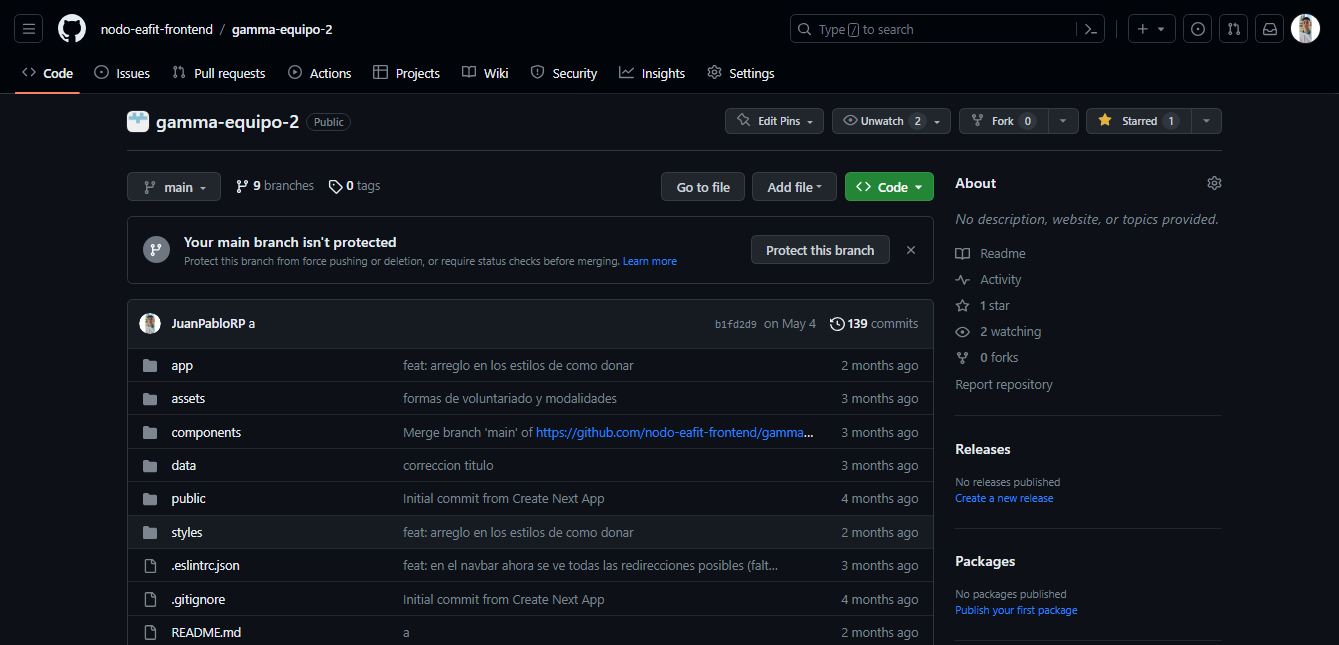 nodo-eafit-frontend / gamma-equipo-2
Type / to search
Code Issues Pull requests Actions Projects Wiki Security Insights Settings
gamma-equipo-2 Public
Edit Pins Unwatch 2 Fork 0 Starred 1
main 9 branches 0 tags Go to file Add file Code
Your main branch isn't protected
Protect this branch from force pushing or deletion, or require status checks before merging. Learn more
Protect this branch
JuanPabloRP a b1fd2d9 on May 4 139 commits
app feat: arreglo en los estilos de como donar 2 months ago
assets formas de voluntariado y modalidades 3 months ago
components Merge branch 'main' of https://github.com/nodo-eafit-frontend/gamma... 3 months ago
data correccion titulo 3 months ago
public Initial commit from Create Next App 4 months ago
styles feat: arreglo en los estilos de como donar 2 months ago
.eslintrc.json feat: en el navbar ahora se ve todas las redirecciones posibles (falt... 3 months ago
.gitignore Initial commit from Create Next App 4 months ago
README.md a 2 months ago
About
No description, website, or topics provided.
Readme
Activity
1 star
2 watching
0 forks
Report repository
Releases
No releases published
Create a new release
Packages
No packages published
Publish your first package